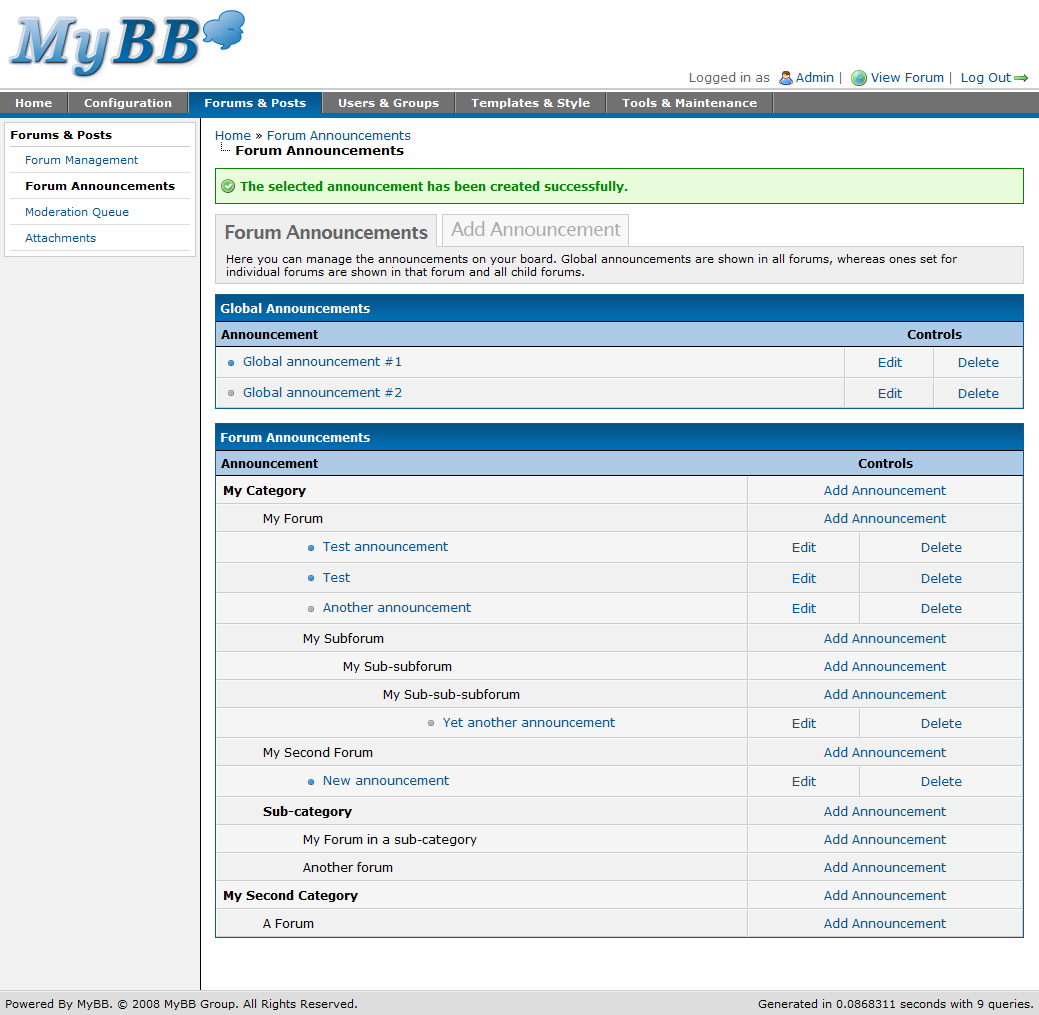 MyBB
Logged in as Admin | View Forum | Log Out
Home Configuration Forums & Posts Users & Groups Templates & Style Tools & Maintenance
Forums & Posts
Forum Management
Forum Announcements
Moderation Queue
Attachments
Home » Forum Announcements
Forum Announcements
The selected announcement has been created successfully.
Forum Announcements Add Announcement
Here you can manage the announcements on your board. Global announcements are shown in all forums, whereas ones set for
individual forums are shown in that forum and all child forums.
Global Announcements
Announcement Controls
Global announcement #1 Edit Delete
Global announcement #2 Edit Delete
Forum Announcements
Announcement Controls
My Category Add Announcement
My Forum Add Announcement
Test announcement Edit Delete
Test Edit Delete
Another announcement Edit Delete
My Subforum Add Announcement
My Sub-subforum Add Announcement
My Sub-sub-subforum Add Announcement
Yet another announcement Edit Delete
My Second Forum Add Announcement
New announcement Edit Delete
Sub-category Add Announcement
My Forum in a sub-category Add Announcement
Another forum Add Announcement
My Second Category Add Announcement
A Forum Add Announcement
Powered By MyBB. © 2008 MyBB Group. All Rights Reserved. Generated in 0.0868311 seconds with 9 queries.